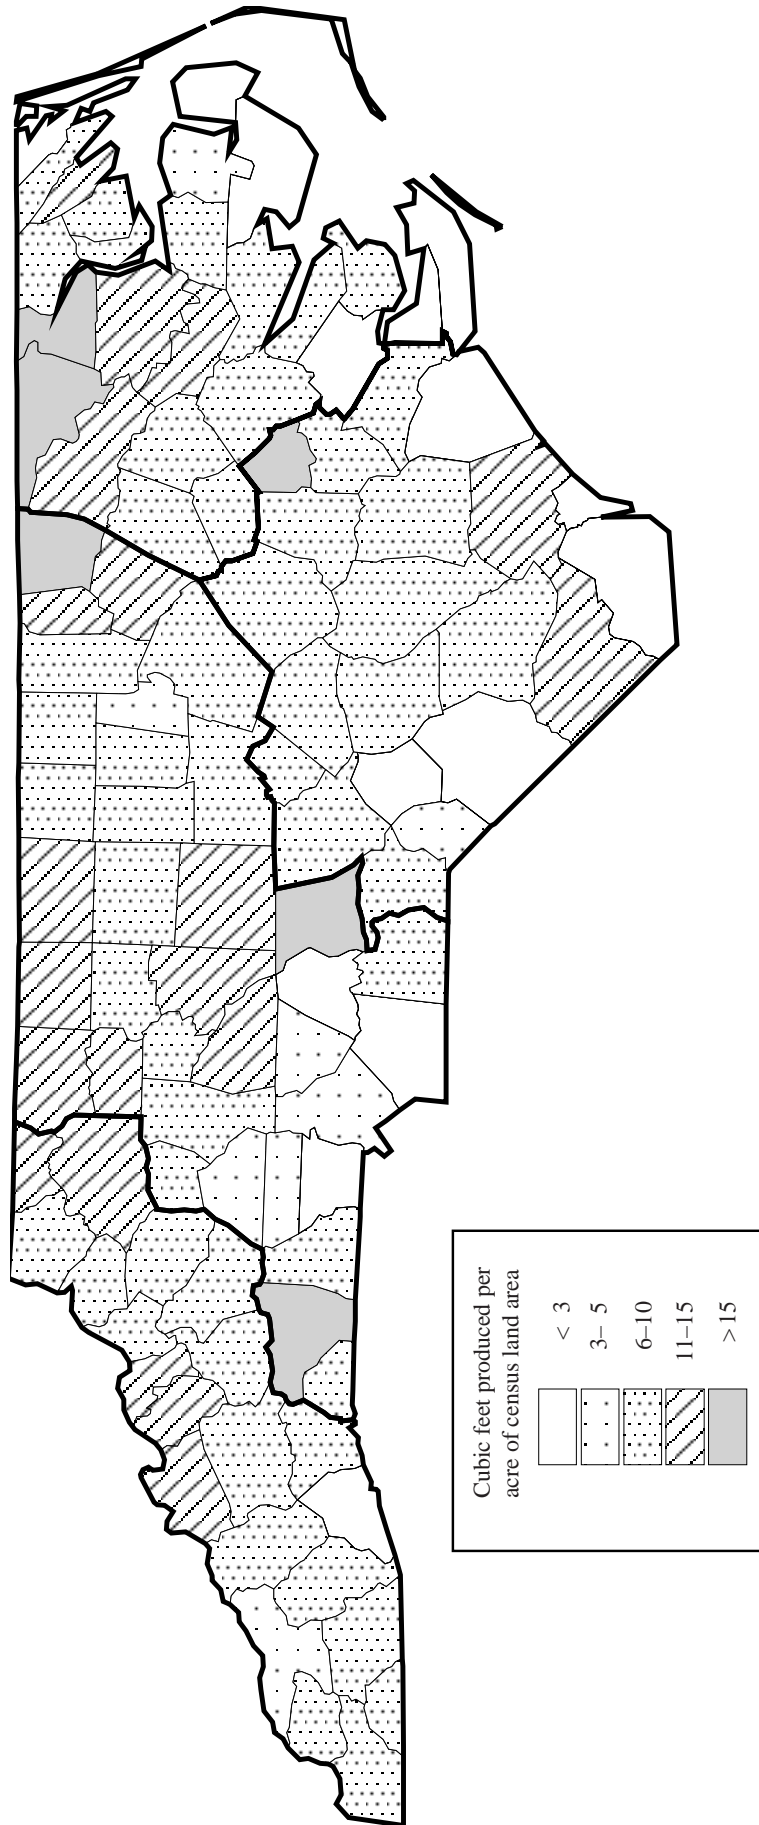 Cubic feet produced per
acre of census land area
< 3
3– 5
6–10
11–15
>15